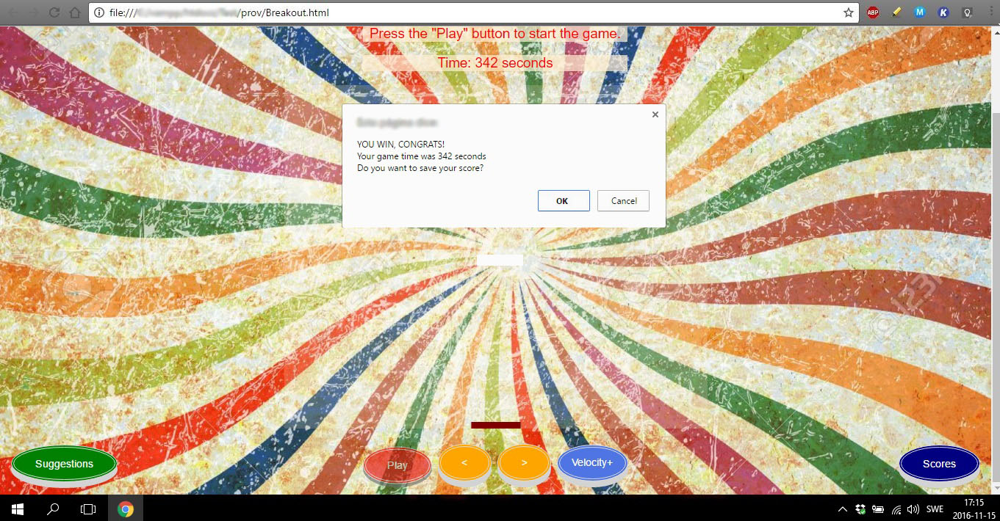 file:///
/prov/Breakout.html
ABP
M
K
Press the "Play" button to start the game.
Time: 342 seconds
YOU WIN, CONGRATS!
Your game time was 342 seconds
Do you want to save your score?
OK
Cancel
Suggestions
Play
<
>
Velocity+
Scores
SWE
17:15
2016-11-15